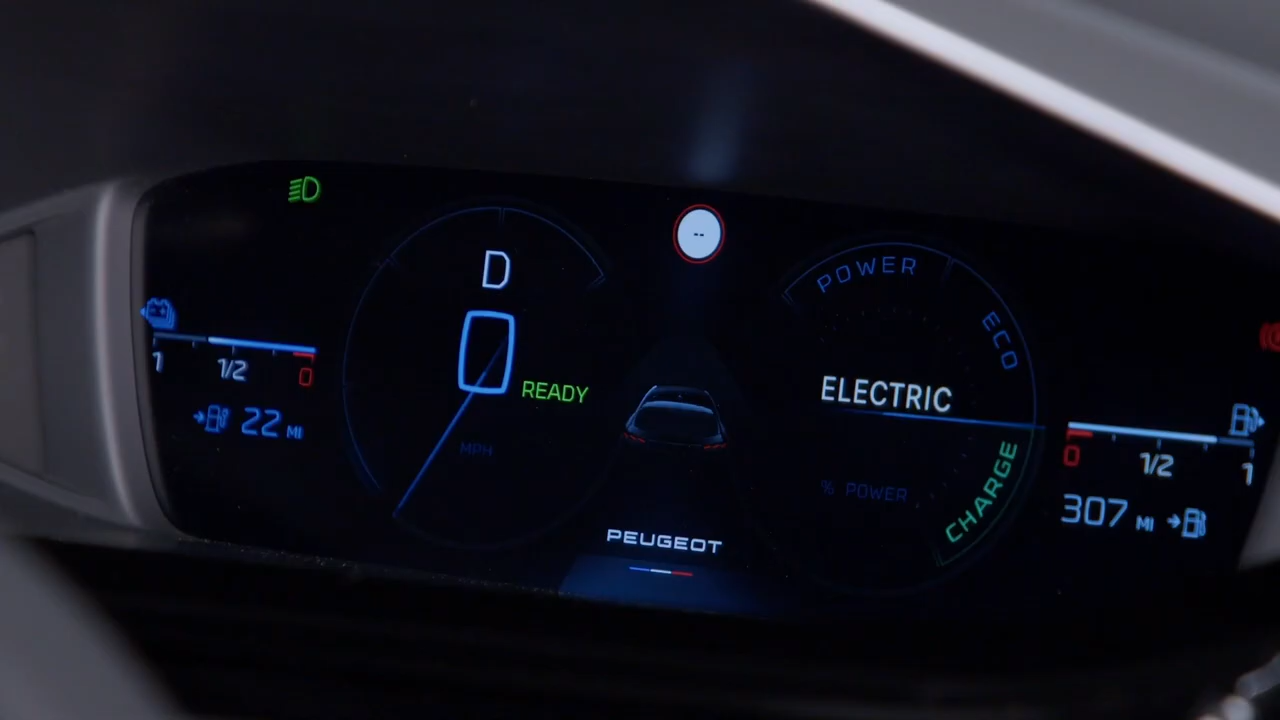 D
--
POWER
ECO
0
READY
MPH
1 1/2 0
22 MI
ELECTRIC
% POWER
CHARGE
0 1/2 1
307 MI
PEUGEOT